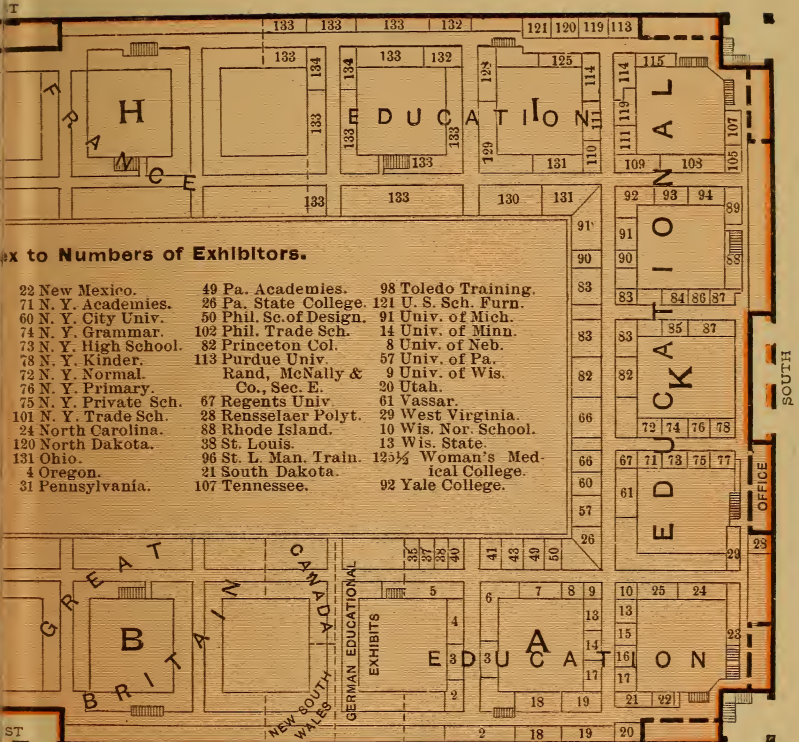 ST
133 133 133 132 121 120 119 113
133 134 134 133 132 128 125 114 114 115
FRANCE
H
EDUCATION
I
EDUCATIONAL
133 133 133 133 129 131 111 110 111 119 109 108 107 105
133 133 130 131 92 93 94 89
91 91
90 90 88
83 83 84 86 87
83 83 85 87
82 82
K
66 72 74 76 78
66 67 71 73 75 77
60 61
57
26 29 28
SOUTH
OFFICE
ex to Numbers of Exhibitors.
22 New Mexico.
71 N. Y. Academies.
60 N. Y. City Univ.
74 N. Y. Grammar.
73 N. Y. High School.
78 N. Y. Kinder.
72 N. Y. Normal.
76 N. Y. Primary.
75 N. Y. Private Sch.
101 N. Y. Trade Sch.
24 North Carolina.
120 North Dakota.
131 Ohio.
4 Oregon.
31 Pennsylvania.
49 Pa. Academies.
26 Pa. State College.
50 Phil. Sc. of Design.
102 Phil. Trade Sch.
82 Princeton Col.
113 Purdue Univ.
Rand, McNally &
Co., Sec. E.
67 Regents Univ.
28 Rensselaer Polyt.
88 Rhode Island.
38 St. Louis.
96 St. L. Man. Train.
21 South Dakota.
107 Tennessee.
98 Toledo Training.
121 U. S. Sch. Furn.
91 Univ. of Mich.
14 Univ. of Minn.
8 Univ. of Neb.
57 Univ. of Pa.
9 Univ. of Wis.
20 Utah.
61 Vassar.
29 West Virginia.
10 Wis. Nor. School.
13 Wis. State.
125½ Woman's Med-
ical College.
92 Yale College.
35 37 38 40 41 43 49 50
GREAT BRITAIN
B
CANADA
NEW SOUTH
WALES
GERMAN EDUCATIONAL
EXHIBITS
EDUCATION
A
5 6 7 8 9 10 25 24
4 13 13
3 3 14 15 23
17 16
2 18 19 17 21 22
2 18 19 20
ST